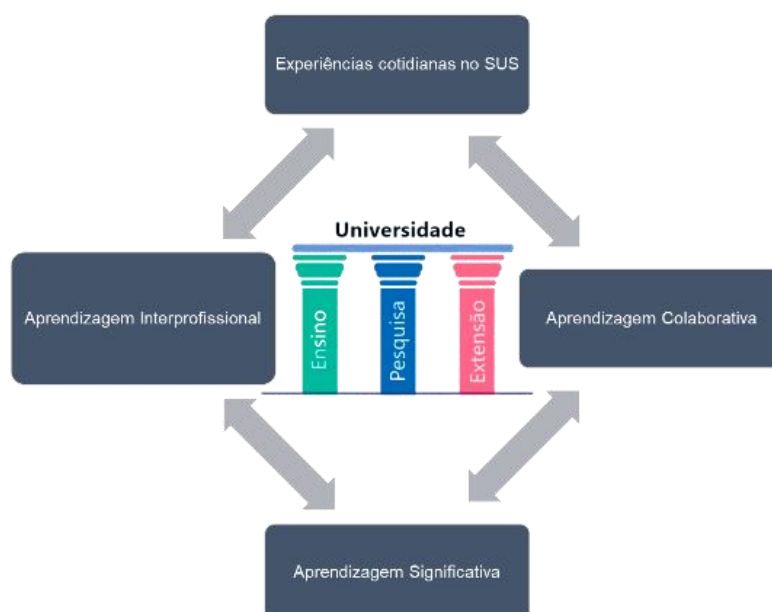 Experiências cotidianas no SUS
Universidade
Aprendizagem Interprofissional
Ensino
Pesquisa
Extensão
Aprendizagem Colaborativa
Aprendizagem Significativa